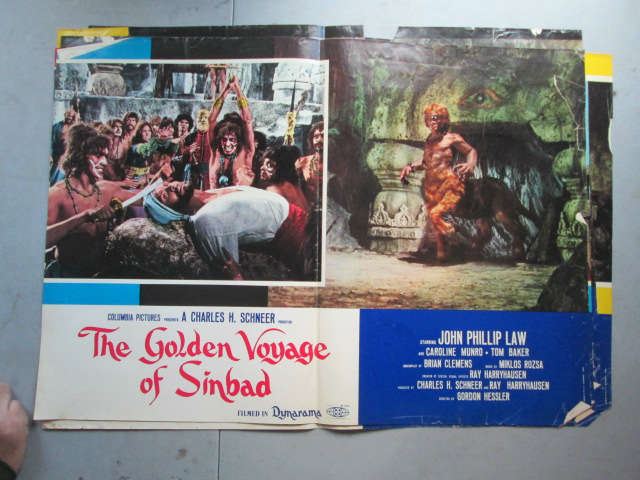 COLUMBIA PICTURES PRESENTS A CHARLES H. SCHNEER PRODUCTION
The Golden Voyage
of Sinbad
FILMED IN Dynarama
STARRING JOHN PHILLIP LAW
AND CAROLINE MUNRO • TOM BAKER
SCREENPLAY BY BRIAN CLEMENS MUSIC BY MIKLOS ROZSA
CREATOR OF SPECIAL VISUAL EFFECTS RAY HARRYHAUSEN
PRODUCED BY CHARLES H. SCHNEER AND RAY HARRYHAUSEN
DIRECTED BY GORDON HESSLER